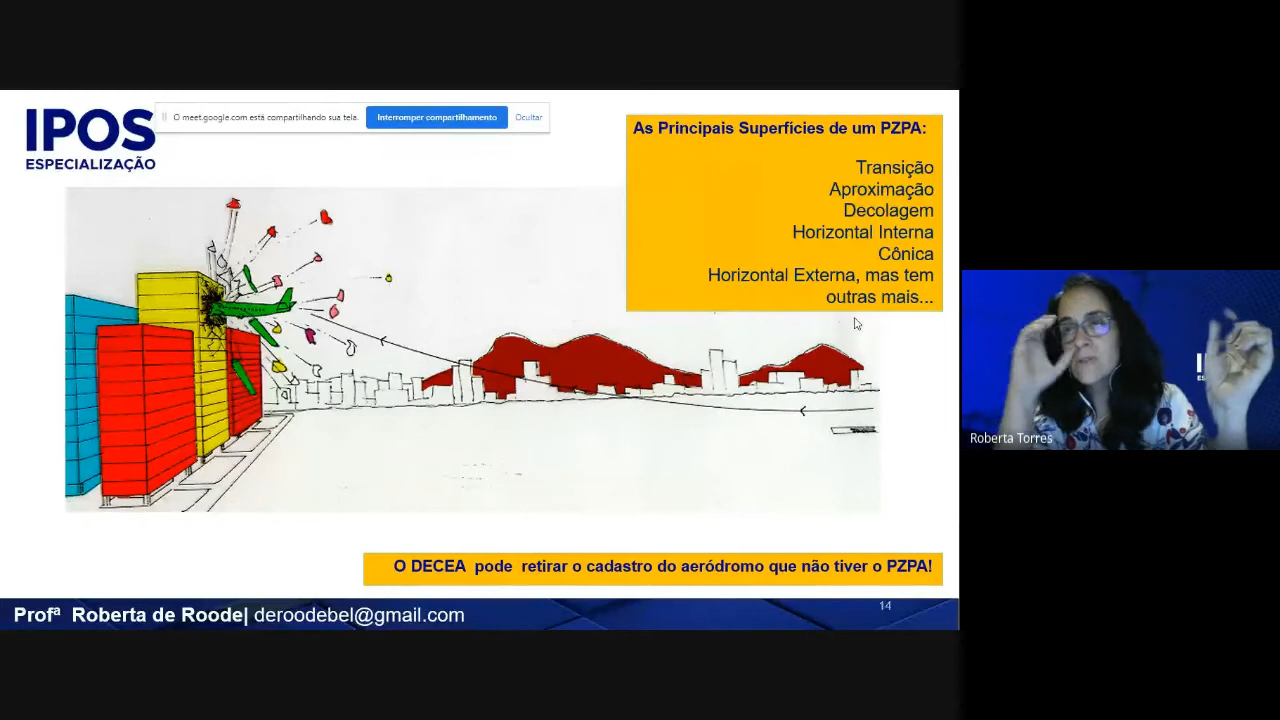 IPOS
ESPECIALIZAÇÃO
O meet.google.com está compartilhando sua tela.
Interromper compartilhamento
Ocultar
As Principais Superfícies de um PZPA:
Transição
Aproximação
Decolagem
Horizontal Interna
Cônica
Horizontal Externa, mas tem
outras mais...
O DECEA pode retirar o cadastro do aeródromo que não tiver o PZPA!
14
Profª Roberta de Roode| deroodebel@gmail.com
Roberta Torres